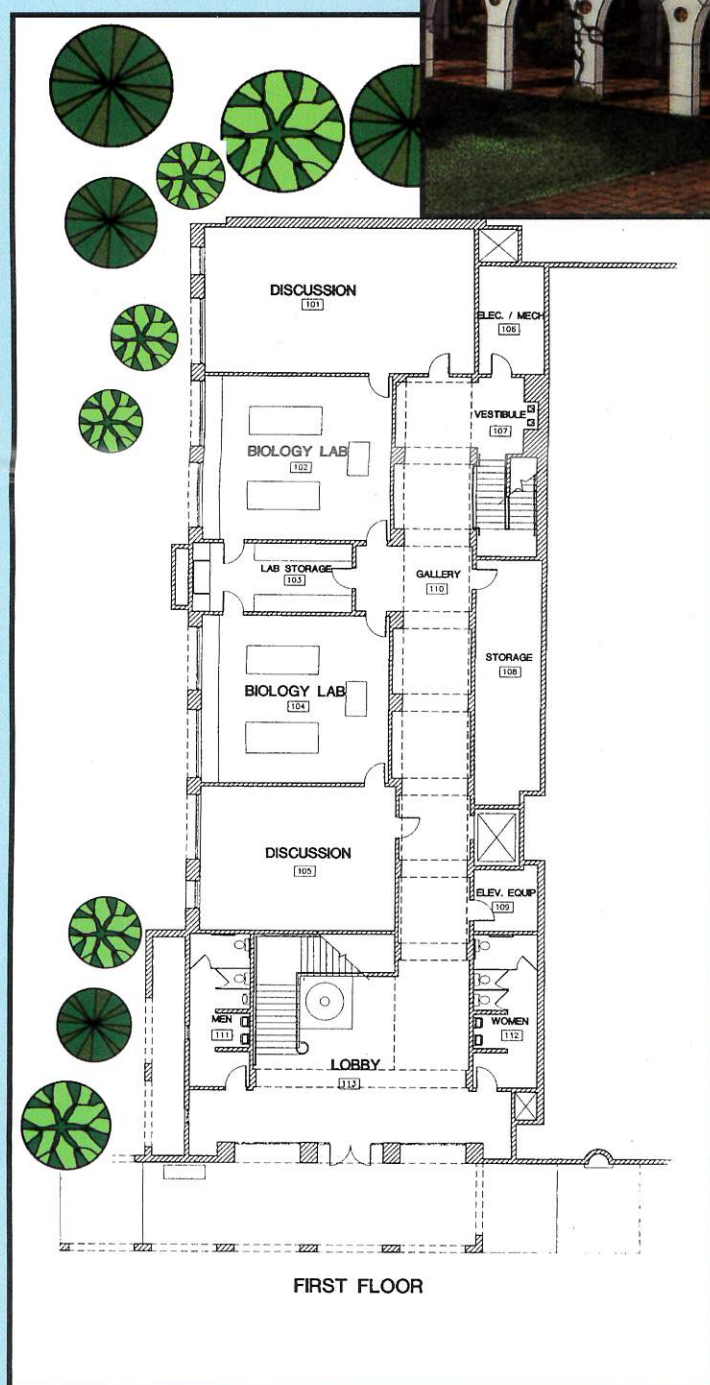 DISCUSSION
101
ELEC. / MECH
106
VESTIBULE
107
BIOLOGY LAB
102
LAB STORAGE
103
GALLERY
110
STORAGE
108
BIOLOGY LAB
104
DISCUSSION
105
ELEV. EQUIP
109
MEN
111
WOMEN
112
LOBBY
113
FIRST FLOOR